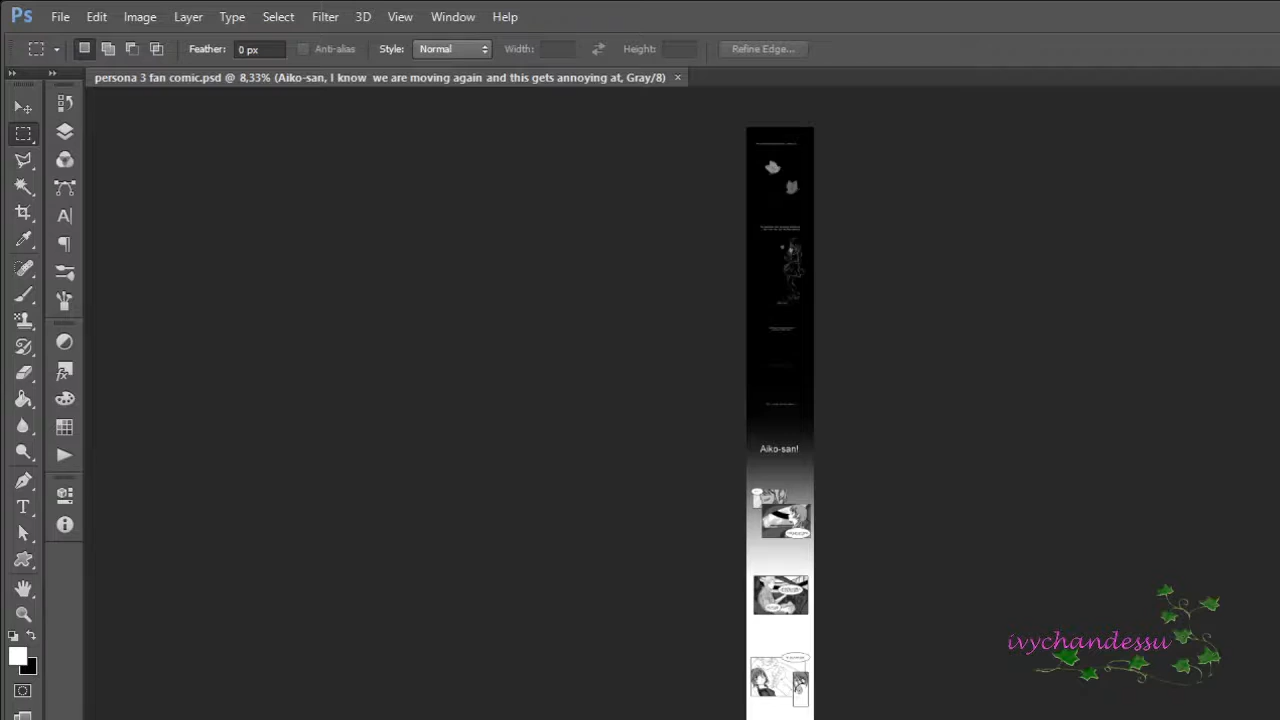 Ps File Edit Image Layer Type Select Filter 3D View Window Help
Feather: 0 px Anti-alias Style: Normal Width: Height: Refine Edge...
persona 3 fan comic.psd @ 8,33% (Aiko-san, I know we are moving again and this gets annoying at, Gray/8) ×
Aiko-san!
ivychandessu